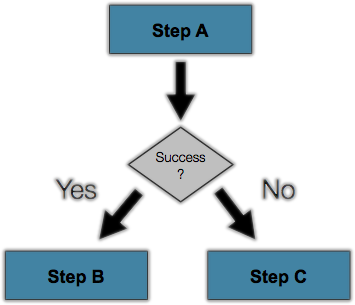 Step A
Success
?
Yes
No
Step B
Step C